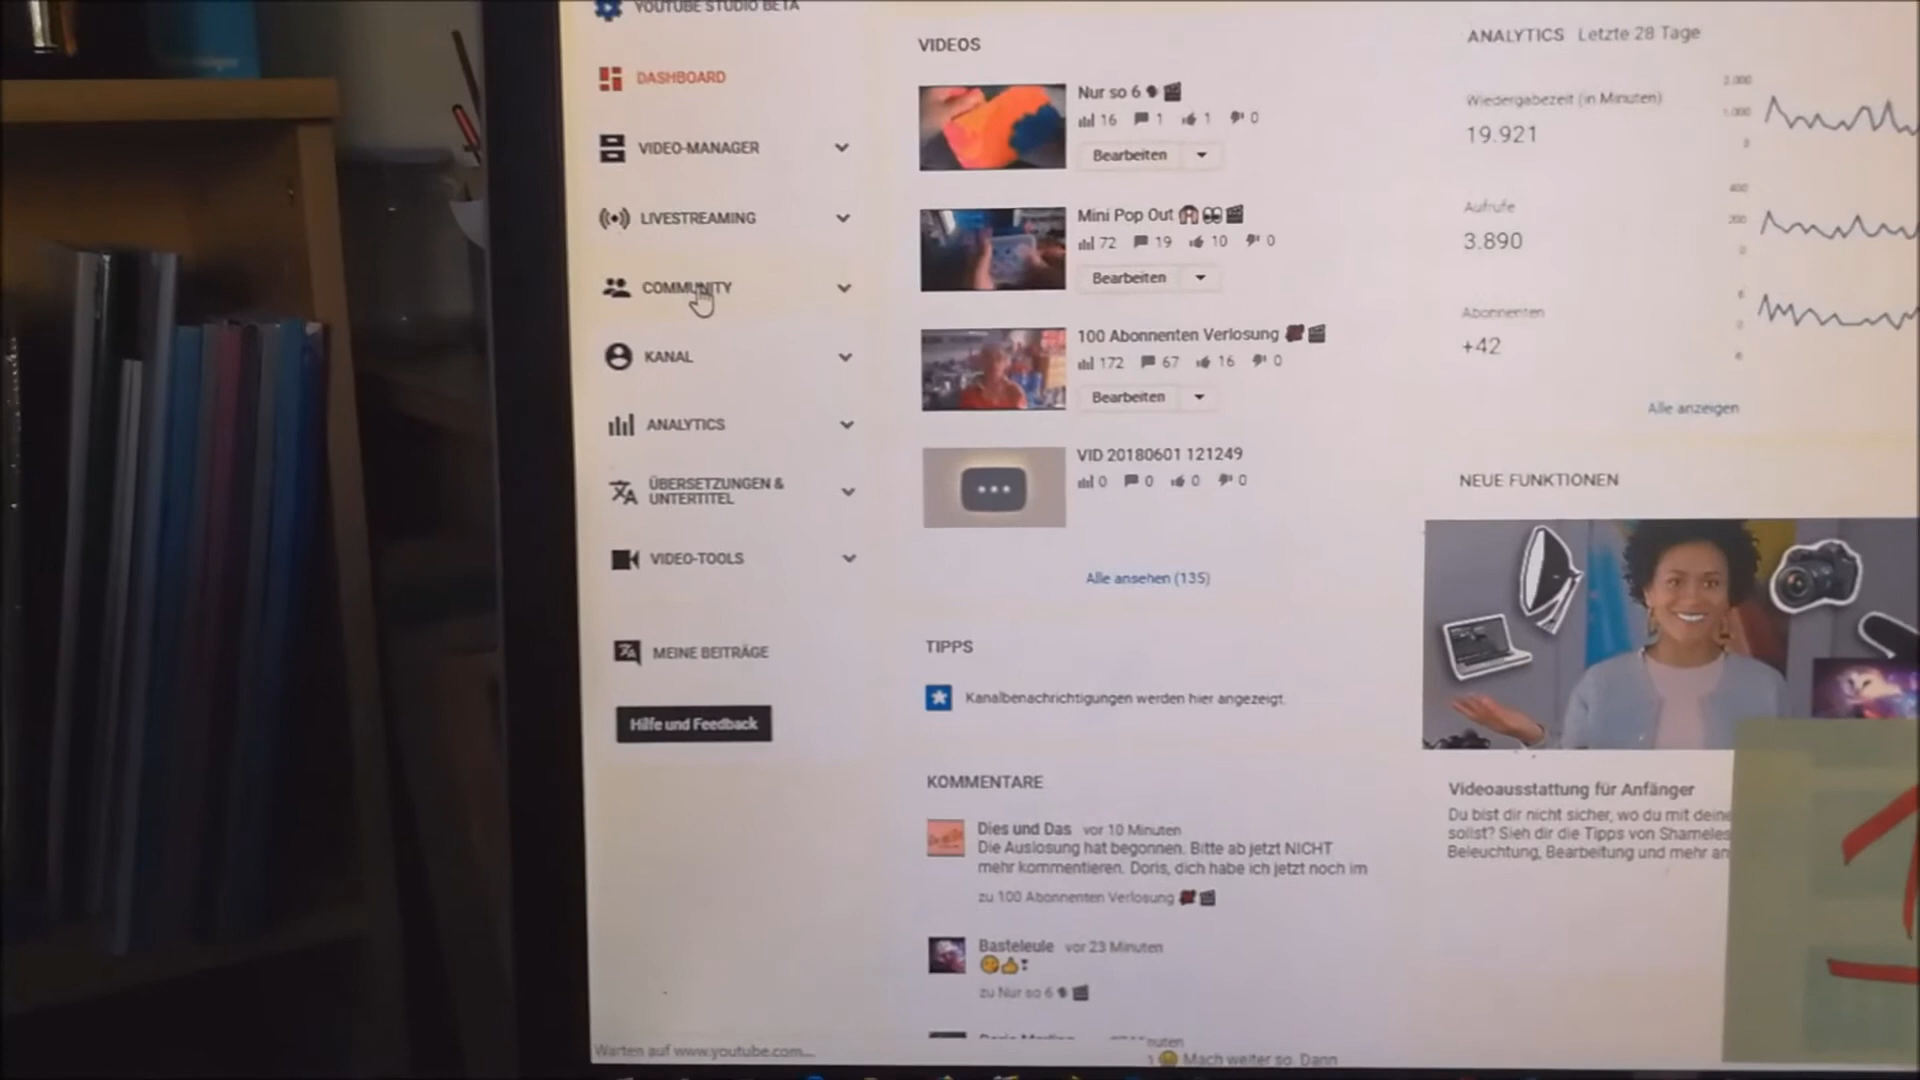 YOUTUBE STUDIO BETA
DASHBOARD
VIDEO-MANAGER
LIVESTREAMING
COMMUNITY
KANAL
ANALYTICS
ÜBERSETZUNGEN &
UNTERTITEL
VIDEO-TOOLS
MEINE BEITRÄGE
Hilfe und Feedback
Warten auf www.youtube.com...
VIDEOS
Nur so 6
16 1 1 0
Bearbeiten
Mini Pop Out
72 19 10 0
Bearbeiten
100 Abonnenten Verlosung
172 67 16 0
Bearbeiten
VID 20180601 121249
0 0 0 0
Alle ansehen (135)
TIPPS
Kanalbenachrichtigungen werden hier angezeigt.
KOMMENTARE
Dies und Das vor 10 Minuten
Die Auslosung hat begonnen. Bitte ab jetzt NICHT
mehr kommentieren. Doris, dich habe ich jetzt noch im
zu 100 Abonnenten Verlosung
Basteleule vor 23 Minuten
zu Nur so 6
Mach weiter so. Dann
ANALYTICS Letzte 28 Tage
Wiedergabezeit (in Minuten)
19.921
2.000
1.000
Aufrufe
3.890
400
200
0
Abonnenten
+42
Alle anzeigen
NEUE FUNKTIONEN
Videoausstattung für Anfänger
Du bist dir nicht sicher, wo du mit deine
sollst? Sieh dir die Tipps von Shameles
Beleuchtung, Bearbeitung und mehr an